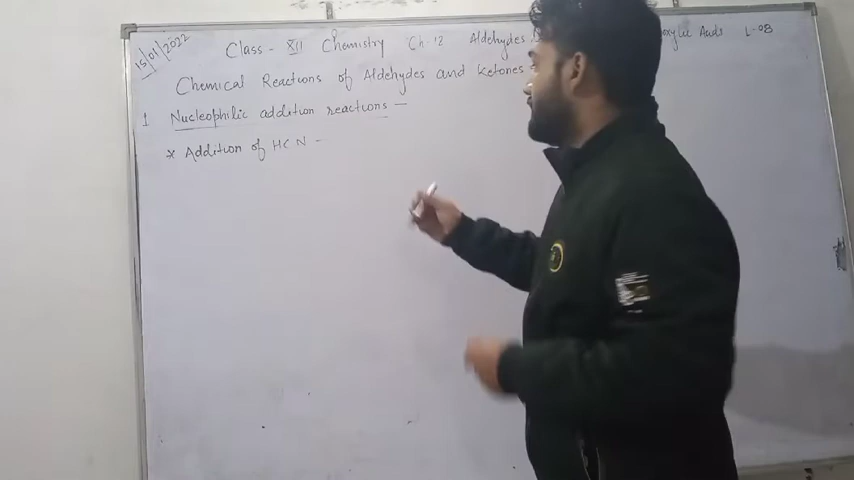 15/01/2022
Class - XII Chemistry Ch-12 Aldehydes Acids L-08
Chemical Reactions of Aldehydes and Ketones -
1 Nucleophilic addition reactions —
* Addition of HCN -